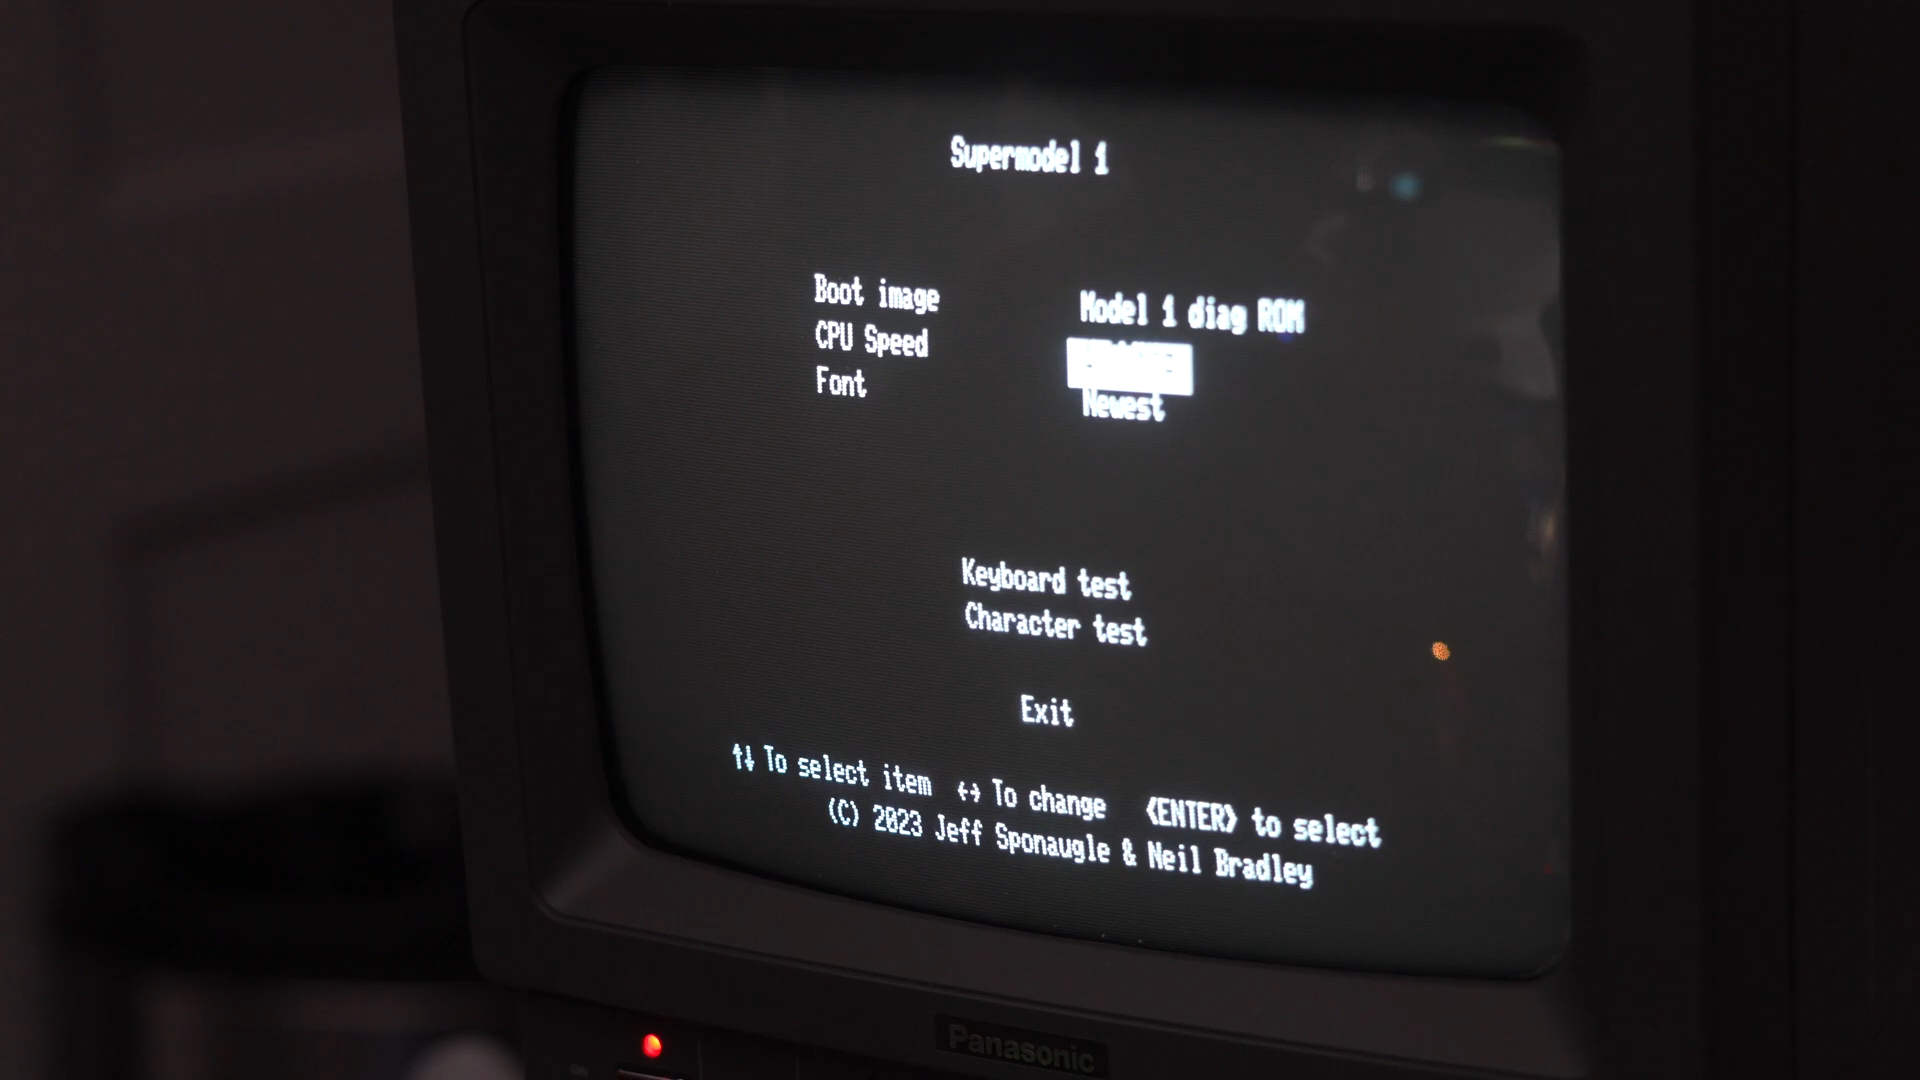 Supermodel 1
Boot image Model 1 diag ROM
CPU Speed
Font Newest
Keyboard test
Character test
Exit
↑↓ To select item ↔ To change <ENTER> to select
(C) 2023 Jeff Sponaugle & Neil Bradley
Panasonic